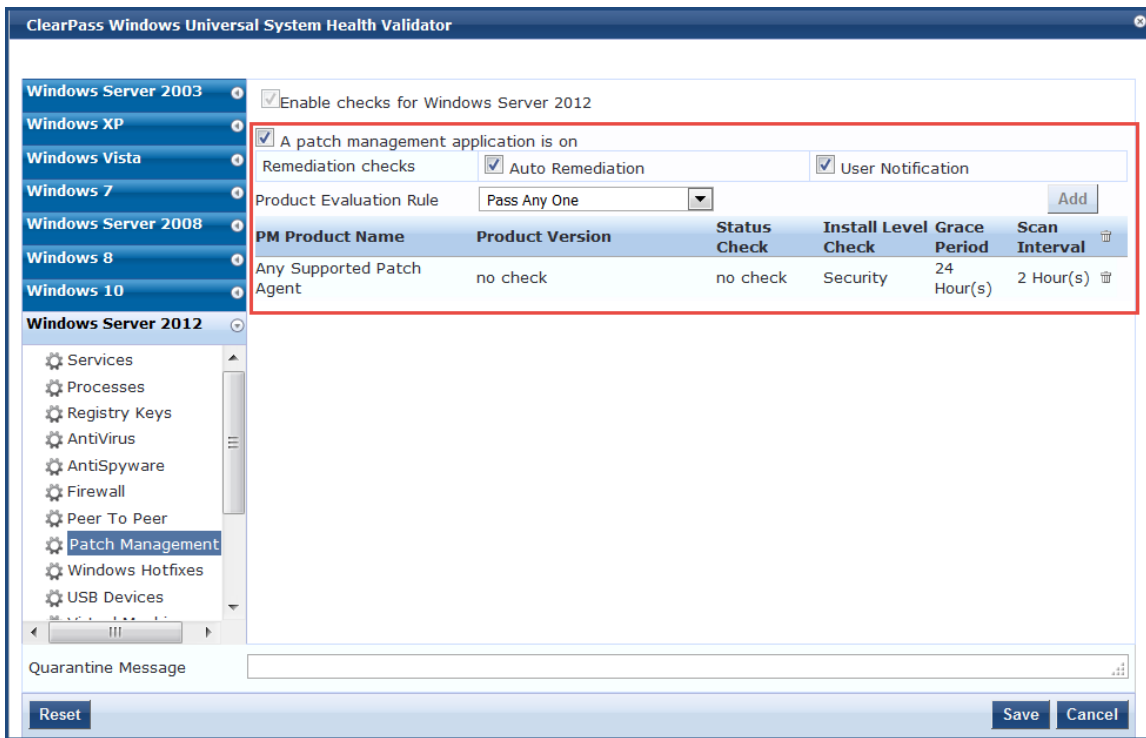 ClearPass Windows Universal System Health Validator
Windows Server 2003
Windows XP
Windows Vista
Windows 7
Windows Server 2008
Windows 8
Windows 10
Windows Server 2012
Services
Processes
Registry Keys
AntiVirus
AntiSpyware
Firewall
Peer To Peer
Patch Management
Windows Hotfixes
USB Devices
Enable checks for Windows Server 2012
A patch management application is on
Remediation checks Auto Remediation User Notification
Product Evaluation Rule Pass Any One Add
PM Product Name Product Version Status Check Install Level Check Grace Period Scan Interval
Any Supported Patch Agent no check no check Security 24 Hour(s) 2 Hour(s)
Quarantine Message
Reset Save Cancel